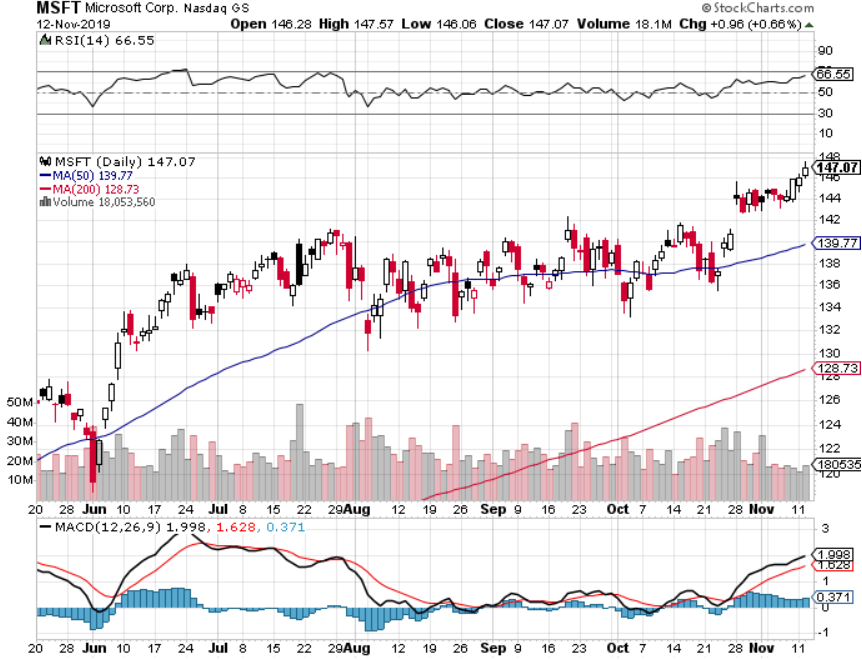 MSFT Microsoft Corp. Nasdaq GS © StockCharts.com
12-Nov-2019 Open 146.28 High 147.57 Low 146.06 Close 147.07 Volume 18.1M Chg +0.96 (+0.66%)
RSI(14) 66.55
90
66.55
50
30
10
MSFT (Daily) 147.07
MA(50) 139.77
MA(200) 128.73
Volume 18,053,560
148
147.07
146
144
142
139.77
138
136
134
132
130
128.73
128
126
50M
124
40M
30M
122
20M
180535
120
10M
20 28 Jun 10 17 24 Jul 8 15 22 29 Aug 12 19 26 Sep 9 16 23 Oct 7 14 21 28 Nov 11
MACD(12,26,9) 1.998, 1.628, 0.371
3
1.998
1.628
1
0.371
0
-1
20 28 Jun 10 17 24 Jul 8 15 22 29 Aug 12 19 26 Sep 9 16 23 Oct 7 14 21 28 Nov 11